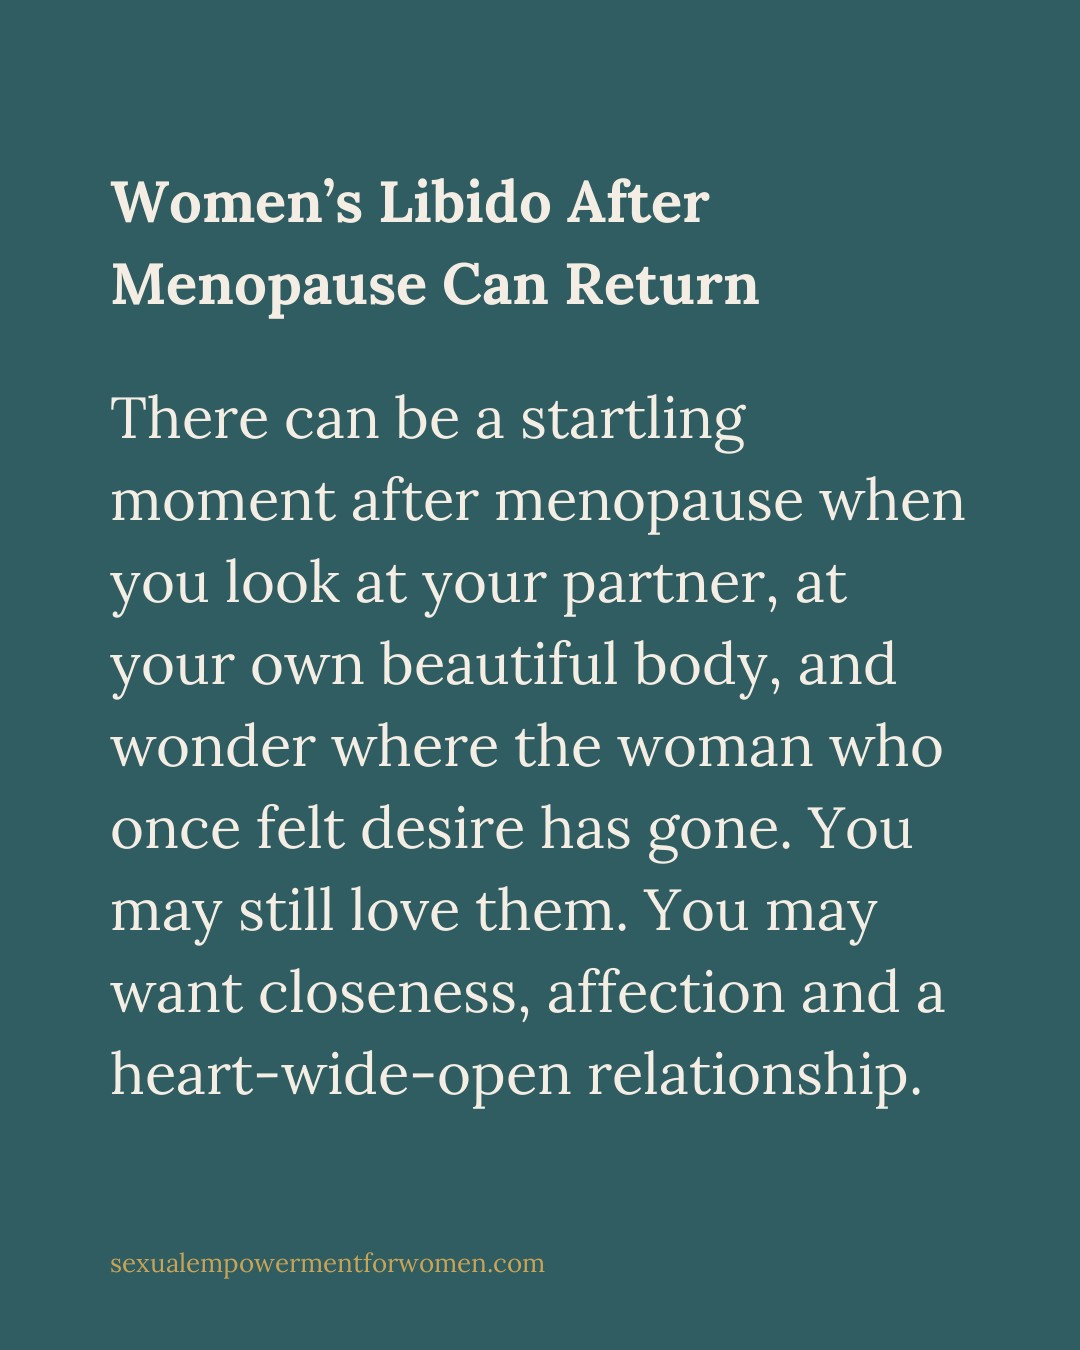 Women’s Libido After
Menopause Can Return
There can be a startling
moment after menopause when
you look at your partner, at
your own beautiful body, and
wonder where the woman who
once felt desire has gone. You
may still love them. You may
want closeness, affection and a
heart-wide-open relationship.
sexualempowermentforwomen.com